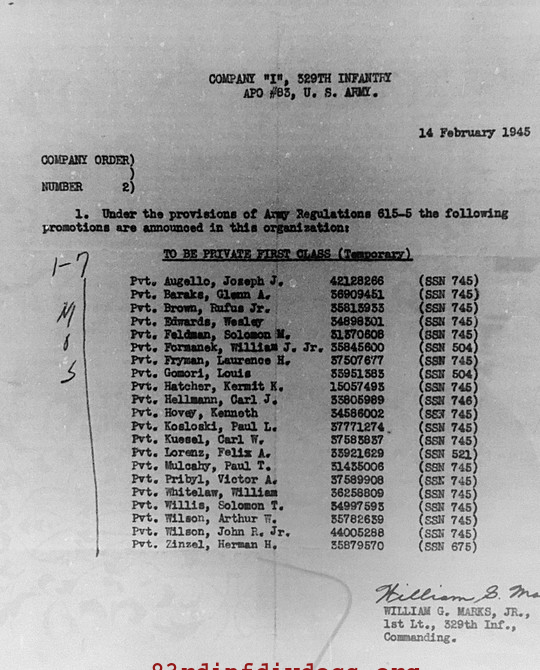 COMPANY "I", 329TH INFANTRY
APO #83, U. S. ARMY.
14 February 1945
COMPANY ORDER)
)
NUMBER 2)
1. Under the provisions of Army Regulations 615-5 the following
promotions are announced in this organization:
TO BE PRIVATE FIRST CLASS (Temporary)
1-7
M
O
S
Pvt. Augello, Joseph J. 42128266 (SSN 745)
Pvt. Baraks, Glenn A. 36909451 (SSN 745)
Pvt. Brown, Rufus Jr. 35813933 (SSN 745)
Pvt. Edwards, Wesley 34898301 (SSN 745)
Pvt. Feldman, Solomon M. 31370808 (SSN 745)
Pvt. Formanek, William J. Jr. 35845600 (SSN 504)
Pvt. Fryman, Laurence H. 37507677 (SSN 745)
Pvt. Gomori, Louis 33951383 (SSN 504)
Pvt. Hatcher, Kermit K. 15057493 (SSN 745)
Pvt. Hellmann, Carl J. 33805989 (SSN 746)
Pvt. Hovey, Kenneth 34586002 (SSN 745)
Pvt. Kosloski, Paul L. 37771274 (SSN 745)
Pvt. Kuesel, Carl W. 37583837 (SSN 745)
Pvt. Lorenz, Felix A. 33921629 (SSN 521)
Pvt. Mulcahy, Paul T. 31435006 (SSN 745)
Pvt. Pribyl, Victor A. 37589908 (SSN 745)
Pvt. Whitelaw, William 36258809 (SSN 745)
Pvt. Willis, Solomon T. 34997593 (SSN 745)
Pvt. Wilson, Arthur W. 35782639 (SSN 745)
Pvt. Wilson, John R. Jr. 44005288 (SSN 745)
Pvt. Zinzel, Herman H. 35879570 (SSN 675)
William G. Ma
WILLIAM G. MARKS, JR.,
1st Lt., 329th Inf.,
Commanding.